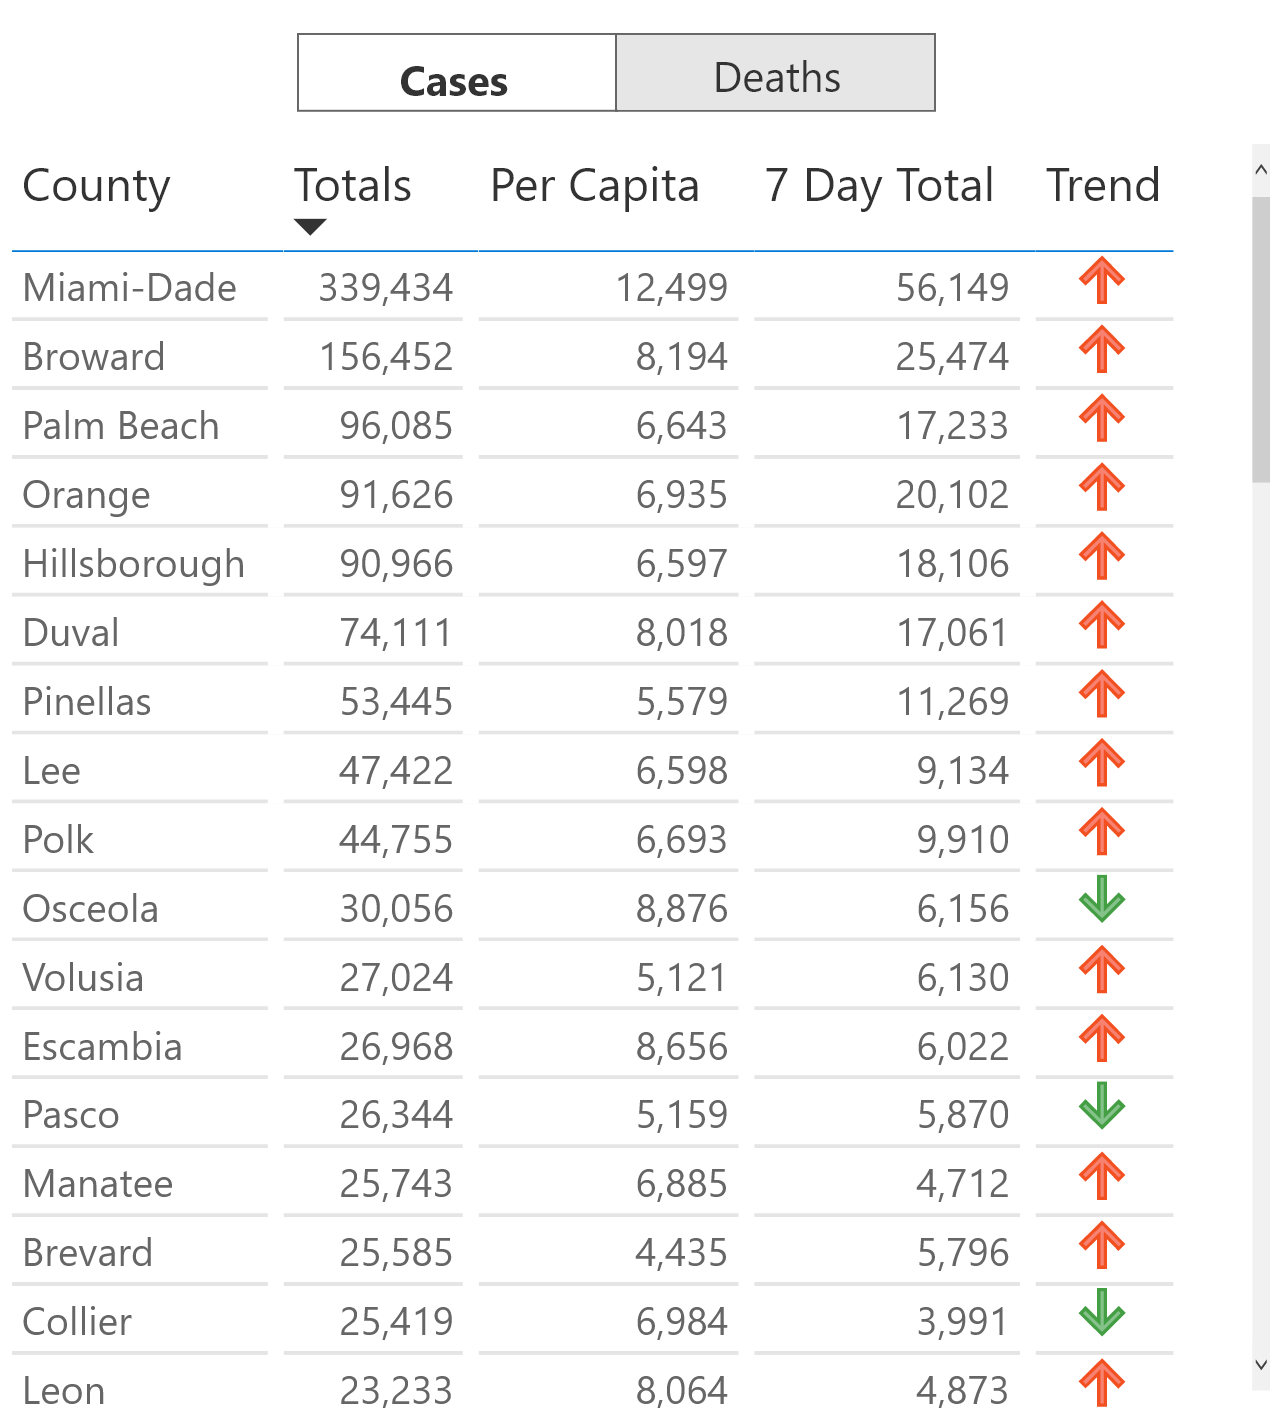 Cases Deaths
County Totals Per Capita 7 Day Total Trend
Miami-Dade 339,434 12,499 56,149
Broward 156,452 8,194 25,474
Palm Beach 96,085 6,643 17,233
Orange 91,626 6,935 20,102
Hillsborough 90,966 6,597 18,106
Duval 74,111 8,018 17,061
Pinellas 53,445 5,579 11,269
Lee 47,422 6,598 9,134
Polk 44,755 6,693 9,910
Osceola 30,056 8,876 6,156
Volusia 27,024 5,121 6,130
Escambia 26,968 8,656 6,022
Pasco 26,344 5,159 5,870
Manatee 25,743 6,885 4,712
Brevard 25,585 4,435 5,796
Collier 25,419 6,984 3,991
Leon 23,233 8,064 4,873